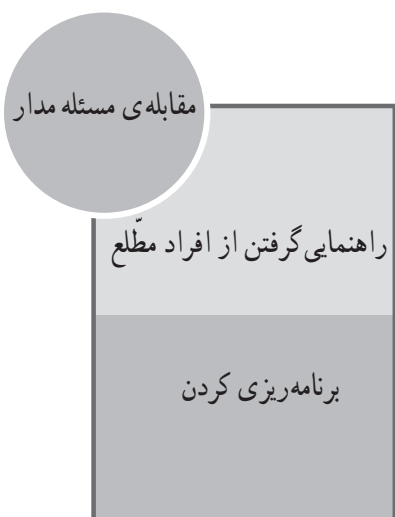 مقابله‌ی مسئله مدار
راهنمایی گرفتن از افراد مطّلع
برنامه‌ریزی کردن